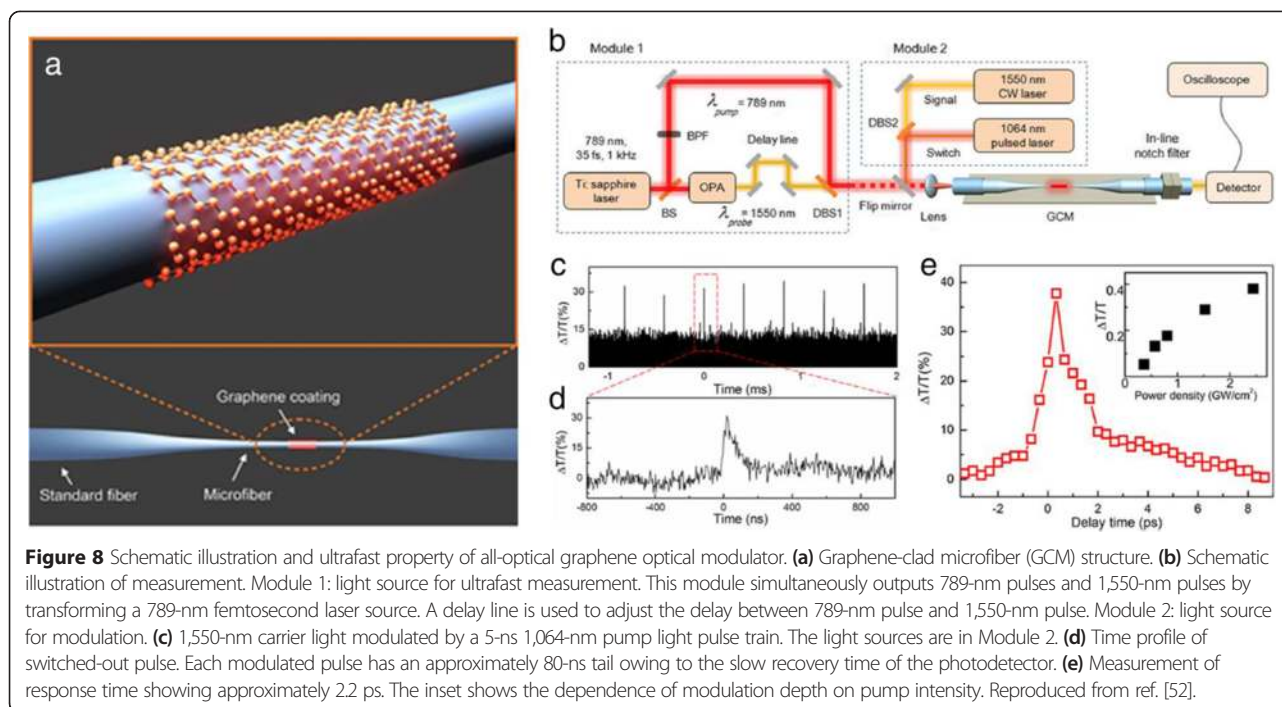 a
Graphene coating
Standard fiber
Microfiber
b
Module 1
Module 2
λpump = 789 nm
BPF
789 nm,
35 fs, 1 kHz
Delay line
Ti: sapphire
laser
BS
OPA
λprobe = 1550 nm
DBS1
Signal
1550 nm
CW laser
DBS2
Switch
1064 nm
pulsed laser
Flip mirror
Lens
GCM
In-line
notch filter
Oscilloscope
Detector
c
ΔT/T(%)
30
15
0
-1 0 1 2
Time (ms)
d
ΔT/T(%)
30
15
0
-800 -400 0 400 800
Time (ns)
e
ΔT/T(%)
40
30
20
10
0
-2 0 2 4 6 8
Delay time (ps)
ΔT/T
0.4
0.2
0 1 2
Power density (GW/cm²)
Figure 8 Schematic illustration and ultrafast property of all-optical graphene optical modulator. (a) Graphene-clad microfiber (GCM) structure. (b) Schematic
illustration of measurement. Module 1: light source for ultrafast measurement. This module simultaneously outputs 789-nm pulses and 1,550-nm pulses by
transforming a 789-nm femtosecond laser source. A delay line is used to adjust the delay between 789-nm pulse and 1,550-nm pulse. Module 2: light source
for modulation. (c) 1,550-nm carrier light modulated by a 5-ns 1,064-nm pump light pulse train. The light sources are in Module 2. (d) Time profile of
switched-out pulse. Each modulated pulse has an approximately 80-ns tail owing to the slow recovery time of the photodetector. (e) Measurement of
response time showing approximately 2.2 ps. The inset shows the dependence of modulation depth on pump intensity. Reproduced from ref. [52].